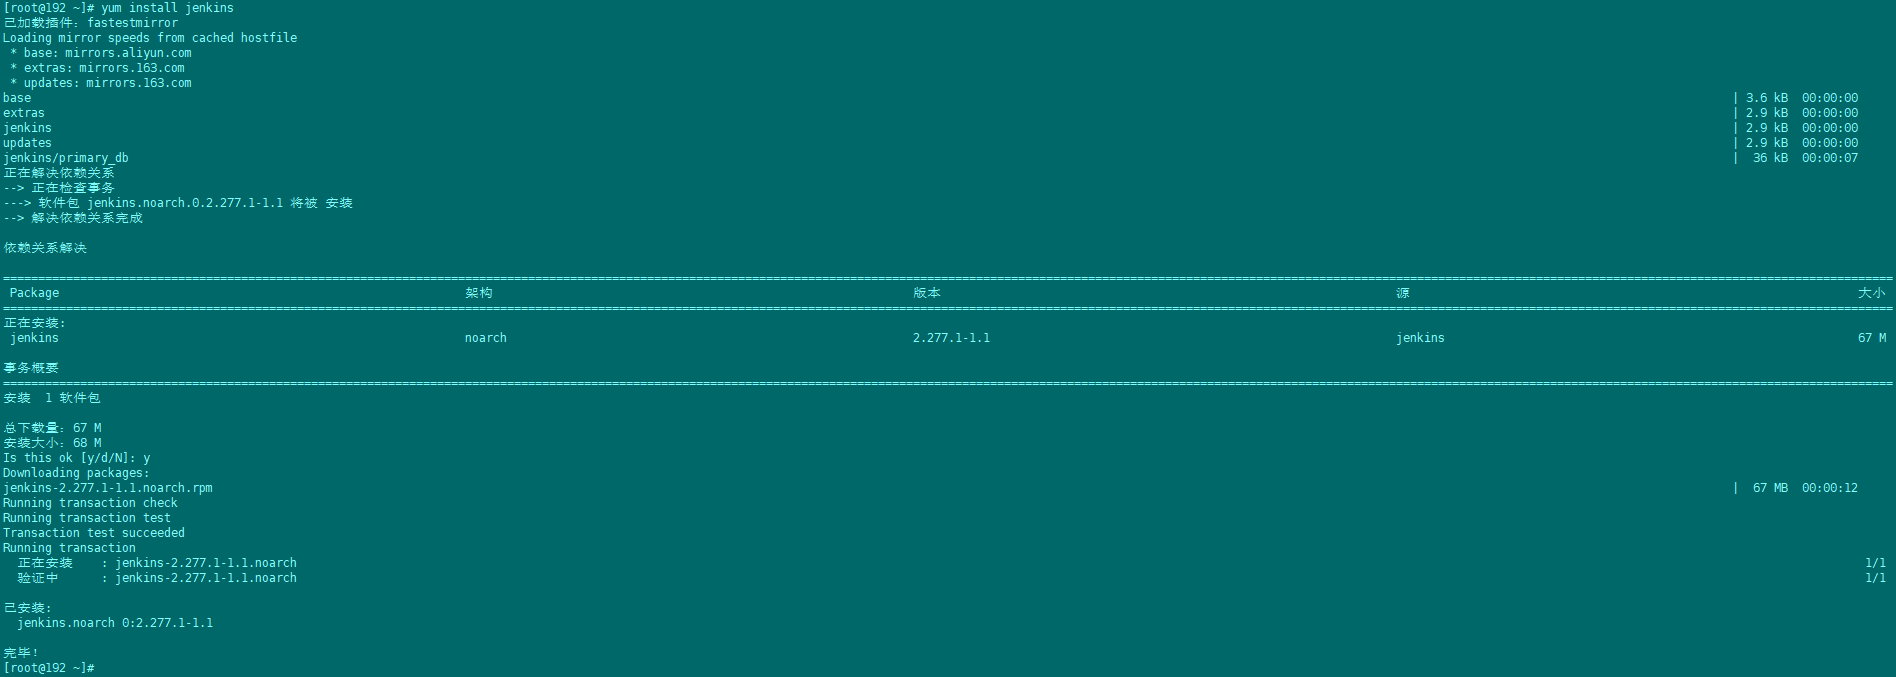 [root@192 ~]# yum install jenkins
已加载插件：fastestmirror
Loading mirror speeds from cached hostfile
 * base: mirrors.aliyun.com
 * extras: mirrors.163.com
 * updates: mirrors.163.com
base | 3.6 kB 00:00:00
extras | 2.9 kB 00:00:00
jenkins | 2.9 kB 00:00:00
updates | 2.9 kB 00:00:00
jenkins/primary_db | 36 kB 00:00:07
正在解决依赖关系
--> 正在检查事务
---> 软件包 jenkins.noarch.0.2.277.1-1.1 将被 安装
--> 解决依赖关系完成
依赖关系解决
Package 架构 版本 源 大小
正在安装:
jenkins noarch 2.277.1-1.1 jenkins 67 M
事务概要
安装  1 软件包
总下载量：67 M
安装大小：68 M
Is this ok [y/d/N]: y
Downloading packages:
jenkins-2.277.1-1.1.noarch.rpm | 67 MB 00:00:12
Running transaction check
Running transaction test
Transaction test succeeded
Running transaction
正在安装    : jenkins-2.277.1-1.1.noarch 1/1
验证中      : jenkins-2.277.1-1.1.noarch 1/1
已安装:
jenkins.noarch 0:2.277.1-1.1
完毕！
[root@192 ~]#